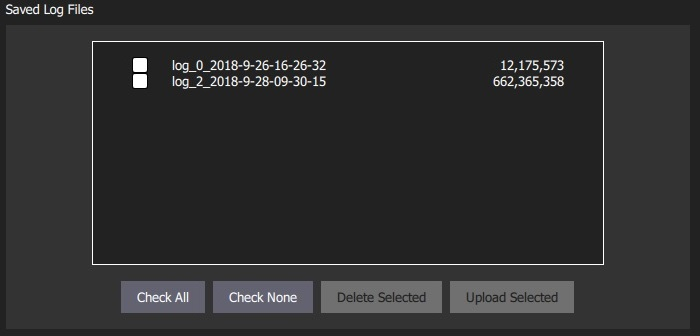 Saved Log Files
log_0_2018-9-26-16-26-32 12,175,573
log_2_2018-9-28-09-30-15 662,365,358
Check All Check None Delete Selected Upload Selected